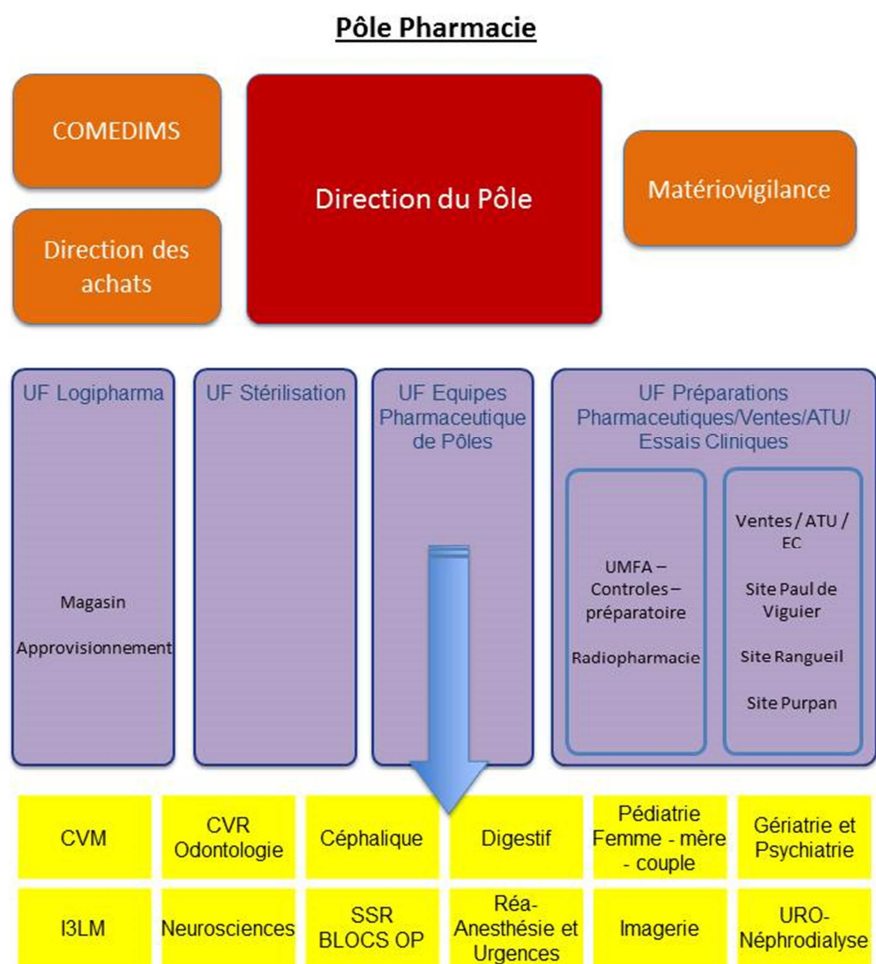 Pôle Pharmacie
COMEDIMS
Direction des
achats
Direction du Pôle
Matériovigilance
UF Logipharma
Magasin
Approvisionnement
UF Stérilisation
UF Equipes
Pharmaceutique
de Pôles
UF Préparations
Pharmaceutiques/Ventes/ATU/
Essais Cliniques
UMFA –
Controles –
préparatoire
Radiopharmacie
Ventes / ATU /
EC
Site Paul de
Viguier
Site Rangueil
Site Purpan
CVM
CVR
Odontologie
Céphalique
Digestif
Pédiatrie
Femme - mère
- couple
Gériatrie et
Psychiatrie
I3LM
Neurosciences
SSR
BLOCS OP
Réa-
Anesthésie et
Urgences
Imagerie
URO-
Néphrodialyse